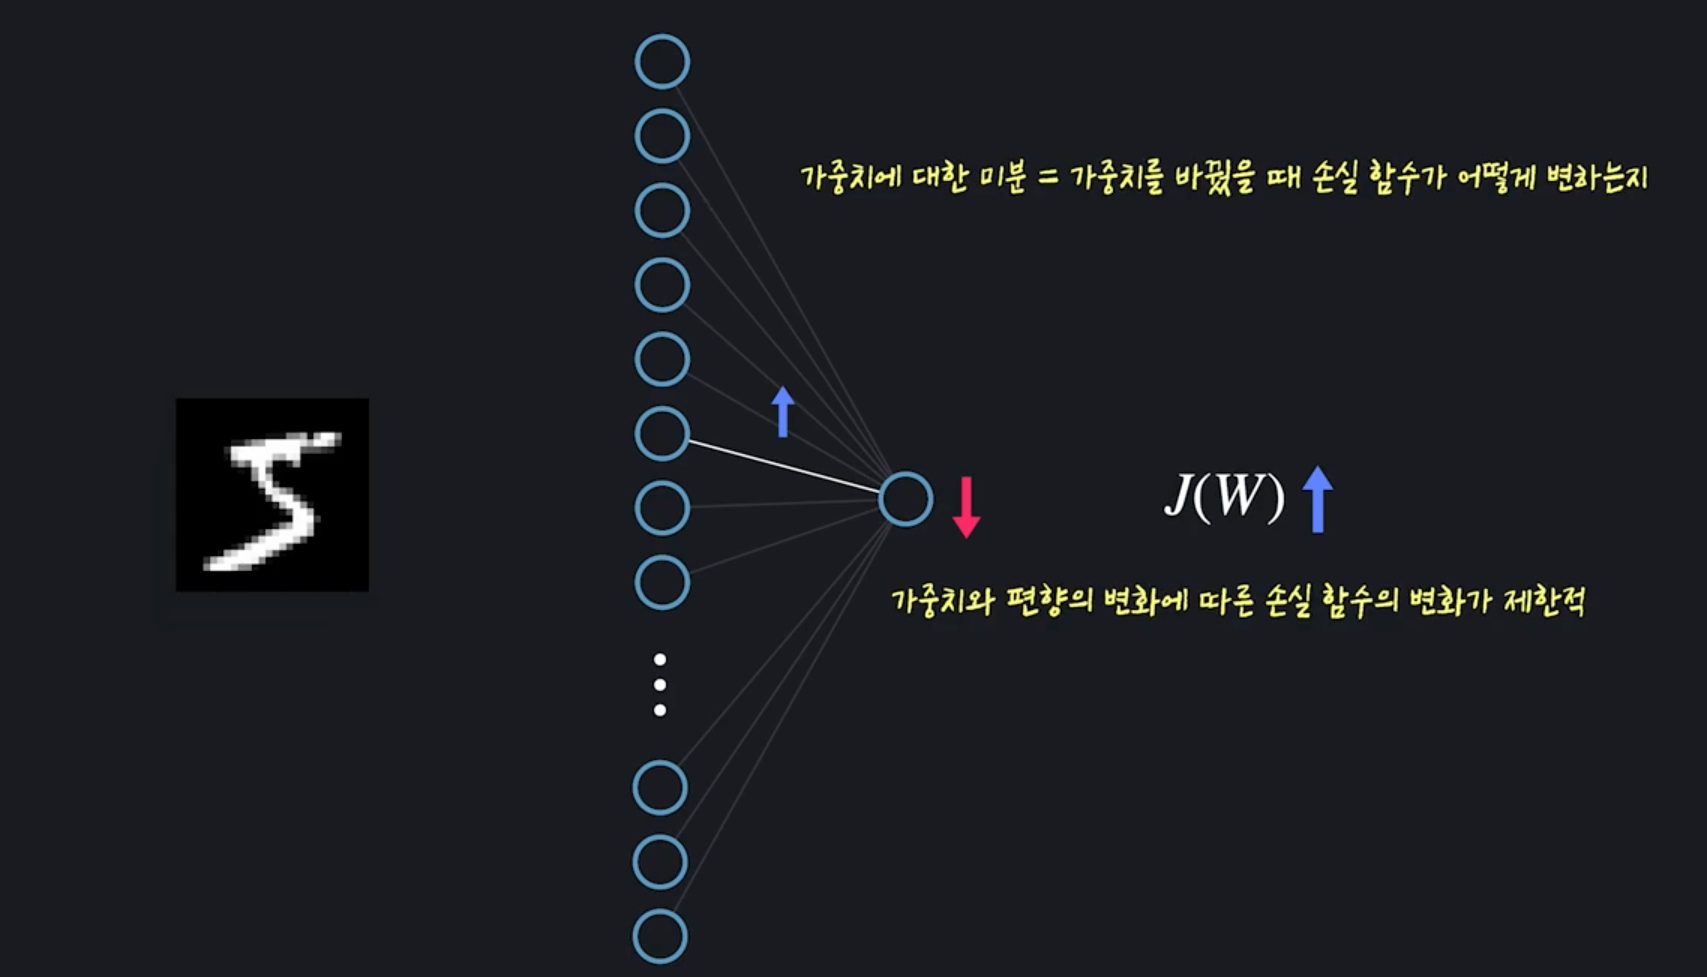 가중치에 대한 미분 = 가중치를 바꿨을 때 손실 함수가 어떻게 변하는지
J(W)
가중치와 편향의 변화에 따른 손실 함수의 변화가 제한적